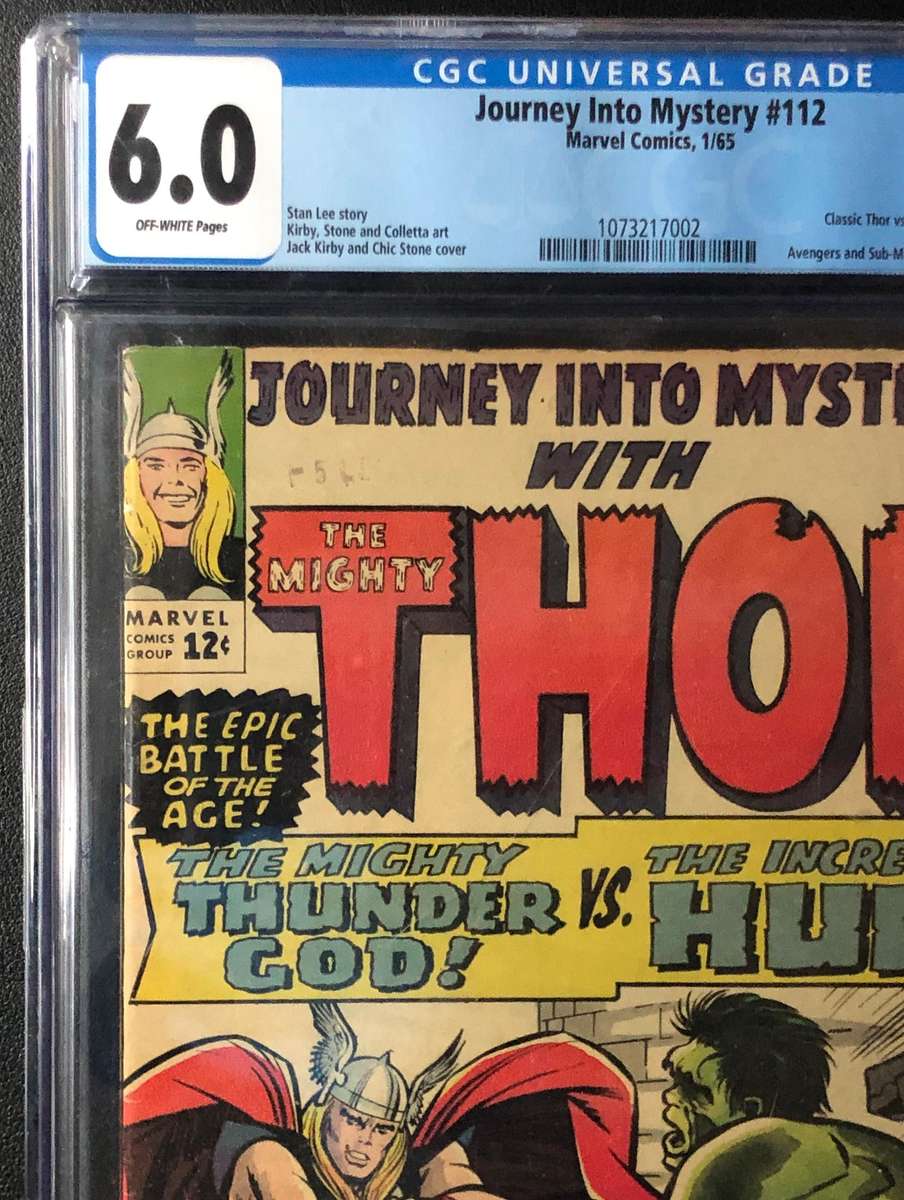 CGC UNIVERSAL GRADE
6.0
OFF-WHITE Pages
Journey Into Mystery #112
Marvel Comics, 1/65
Stan Lee story
Kirby, Stone and Colletta art
Jack Kirby and Chic Stone cover
1073217002
Classic Thor vs
Avengers and Sub-M
JOURNEY INTO MYST
WITH
THE
MIGHTY
THO
MARVEL
COMICS
GROUP 12¢
THE EPIC
BATTLE
OF THE
AGE!
THE MIGHTY
THUNDER
GOD!
VS.
THE INCRE
HU